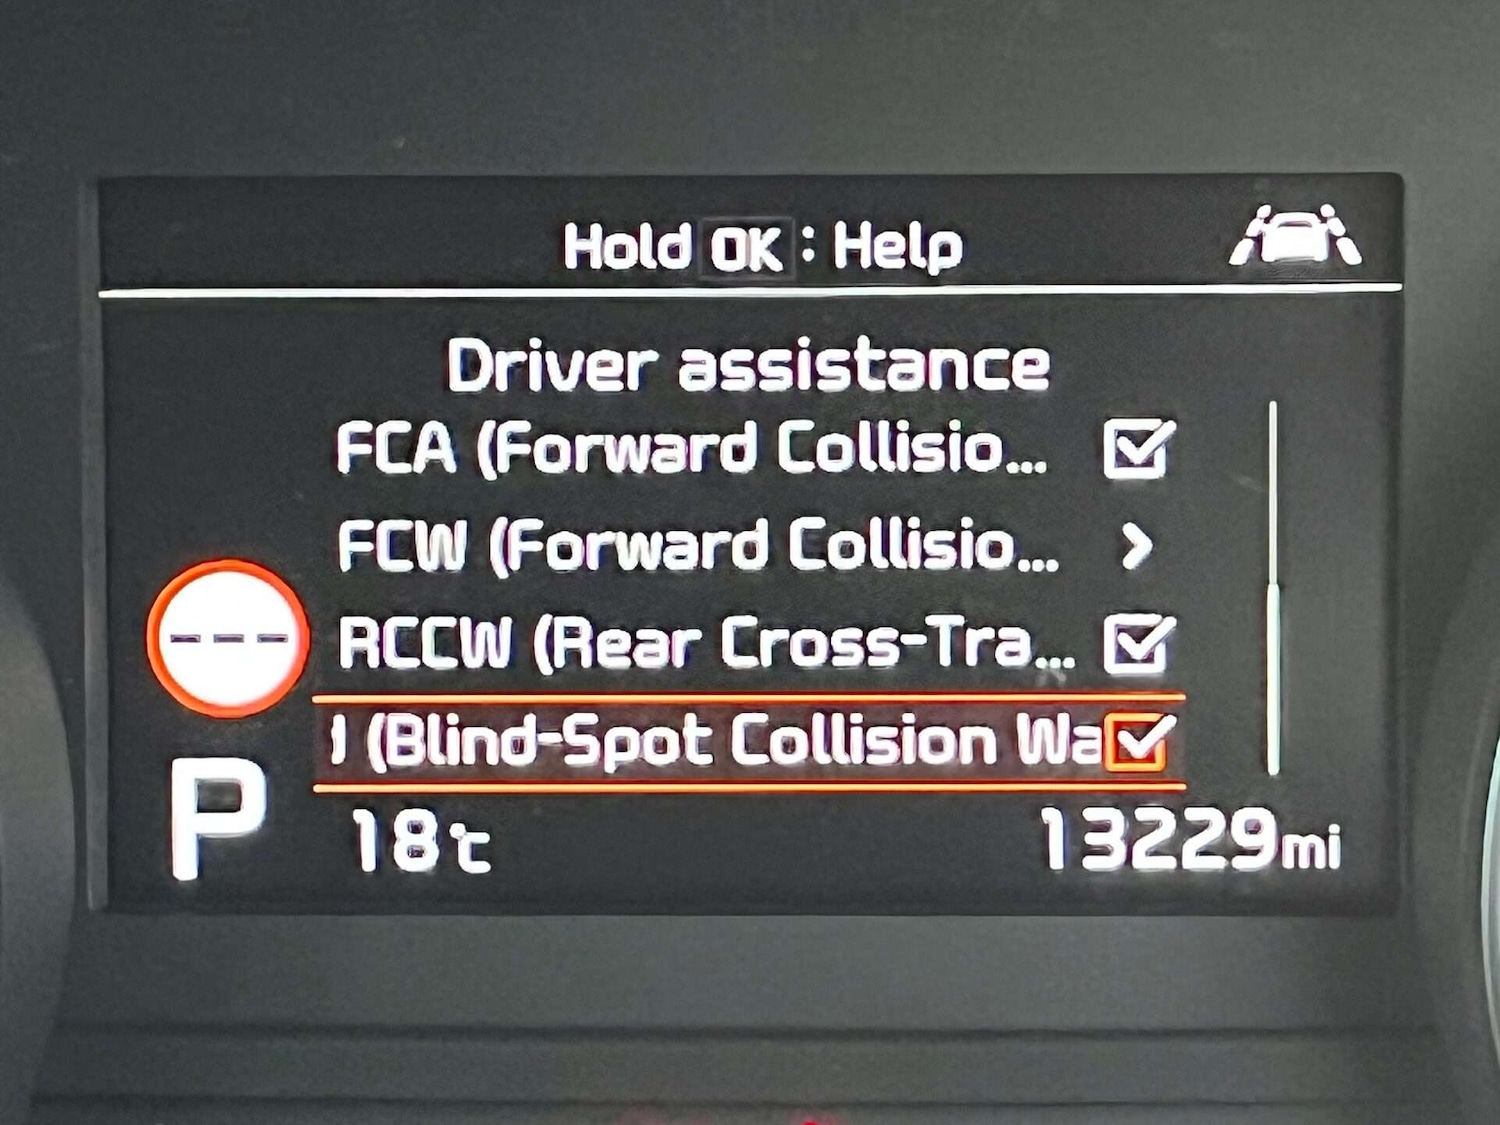 Hold OK : Help
Driver assistance
FCA (Forward Collisio...
FCW (Forward Collisio...
RCCW (Rear Cross-Tra...
(Blind-Spot Collision Wa
---
P
18℃
13229mi